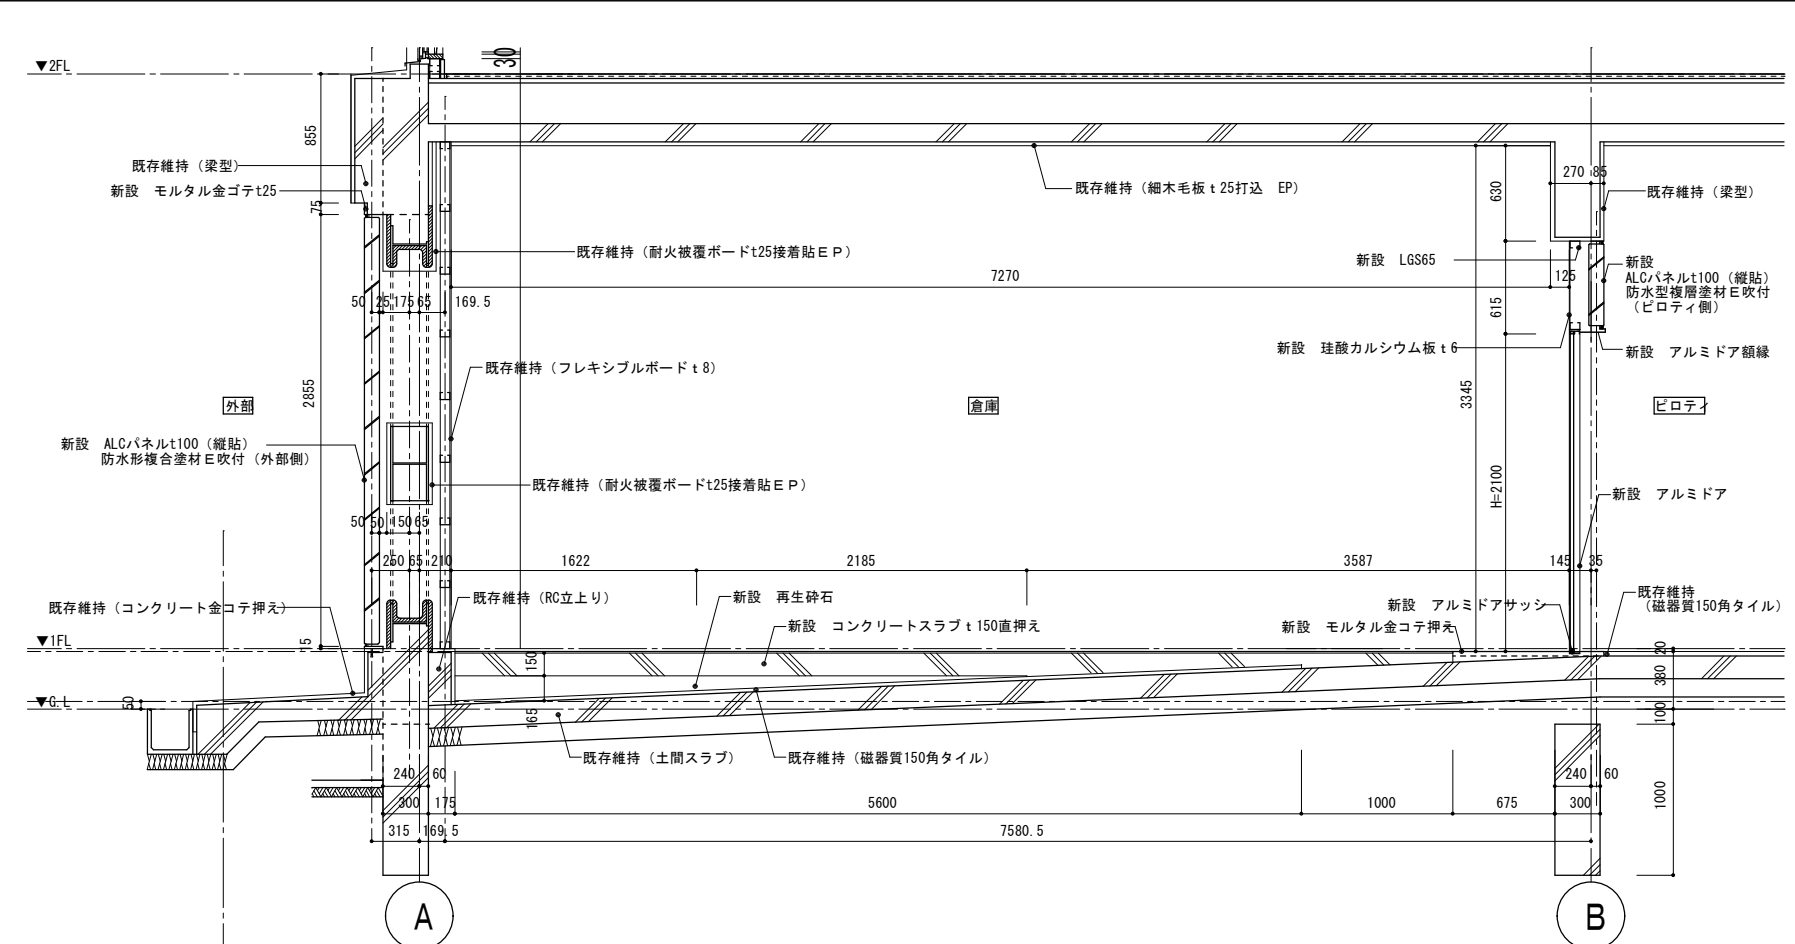 30
▼2FL
855
既存維持（梁型）
新設　モルタル金ゴテt25
75
既存維持（細木毛板ｔ25打込　EP）
270 85
630
既存維持（梁型）
既存維持（耐火被覆ボードt25接着貼ＥＰ）
新設　LGS65
新設
ALCパネルt100（縦貼）
防水型複層塗材Ｅ吹付
（ピロティ側）
7270
125
50 25 175 65 169.5
615
新設　珪酸カルシウム板ｔ6
新設　アルミドア額縁
既存維持（フレキシブルボードｔ8）
2855
3345
外部
倉庫
ピロティ
新設　ALCパネルt100（縦貼）
防水形複合塗材Ｅ吹付（外部側）
既存維持（耐火被覆ボードt25接着貼ＥＰ）
H=2100
新設　アルミドア
50 50 150 65
250 65 210
1622
2185
3587
145 35
既存維持（コンクリート金コテ押え）
既存維持（RC立上り）
新設　再生砕石
新設　アルミドアサッシ
既存維持
（磁器質150角タイル）
新設　コンクリートスラブｔ150直押え
新設　モルタル金コテ押え
▼1FL
15
20
150
380
▼G.L
50
165
100
既存維持（土間スラブ）
既存維持（磁器質150角タイル）
240 60
240 60
1000
300 175
5600
1000
675
300
315 169.5
7580.5
A
B